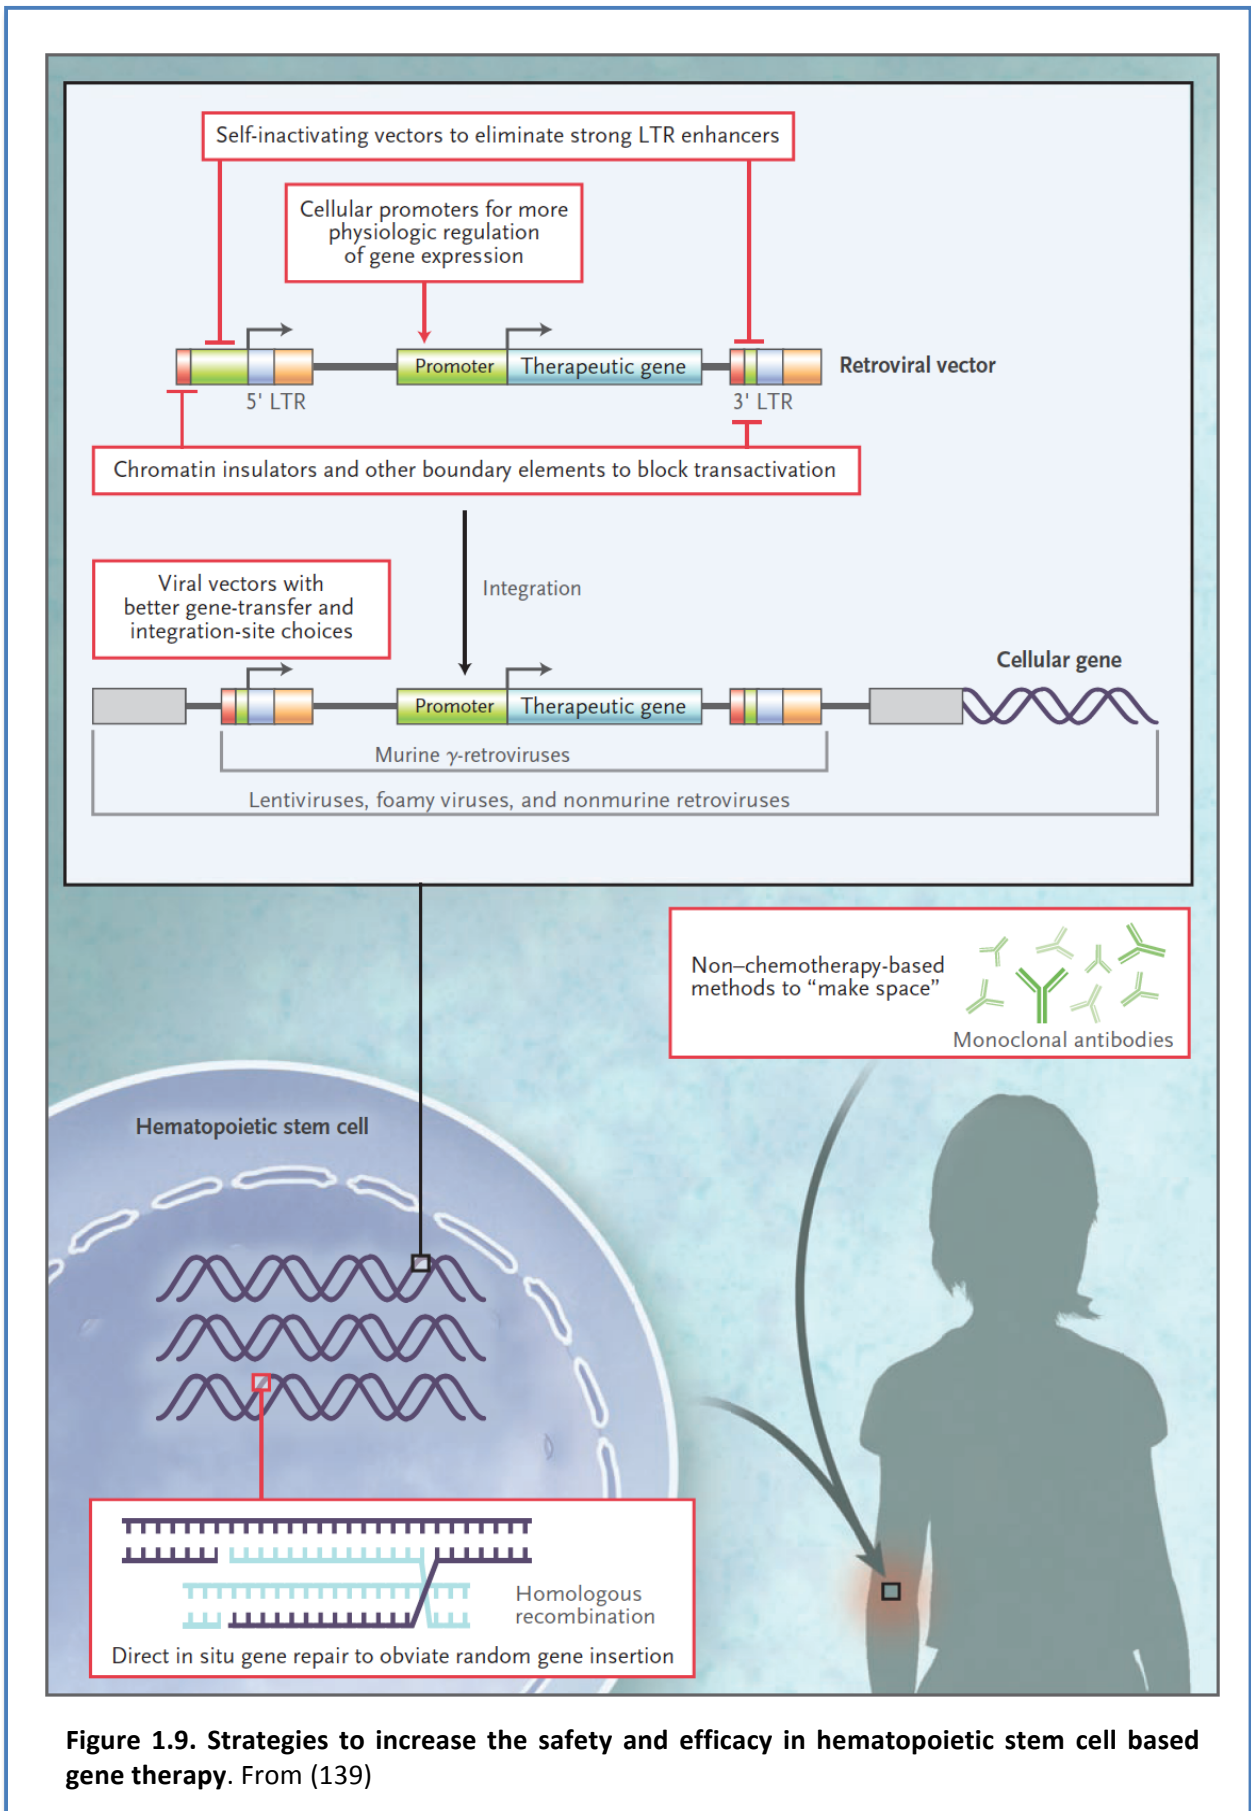 Self-inactivating vectors to eliminate strong LTR enhancers
Cellular promoters for more
physiologic regulation
of gene expression
Promoter
Therapeutic gene
Retroviral vector
5' LTR
3' LTR
Chromatin insulators and other boundary elements to block transactivation
Viral vectors with
better gene-transfer and
integration-site choices
Integration
Cellular gene
Promoter
Therapeutic gene
Murine γ-retroviruses
Lentiviruses, foamy viruses, and nonmurine retroviruses
Non–chemotherapy-based
methods to “make space”
Monoclonal antibodies
Hematopoietic stem cell
Homologous
recombination
Direct in situ gene repair to obviate random gene insertion
Figure 1.9. Strategies to increase the safety and efficacy in hematopoietic stem cell based
gene therapy. From (139)